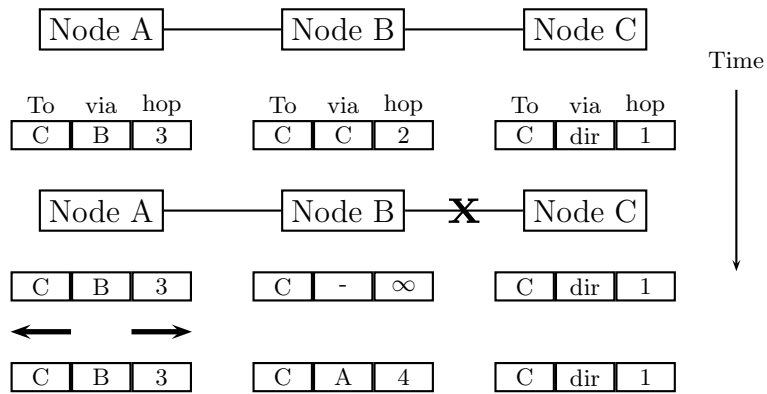 Node A Node B Node C
Time
To via hop To via hop To via hop
C B 3 C C 2 C dir 1
Node A Node B X Node C
C B 3 C - ∞ C dir 1
C B 3 C A 4 C dir 1